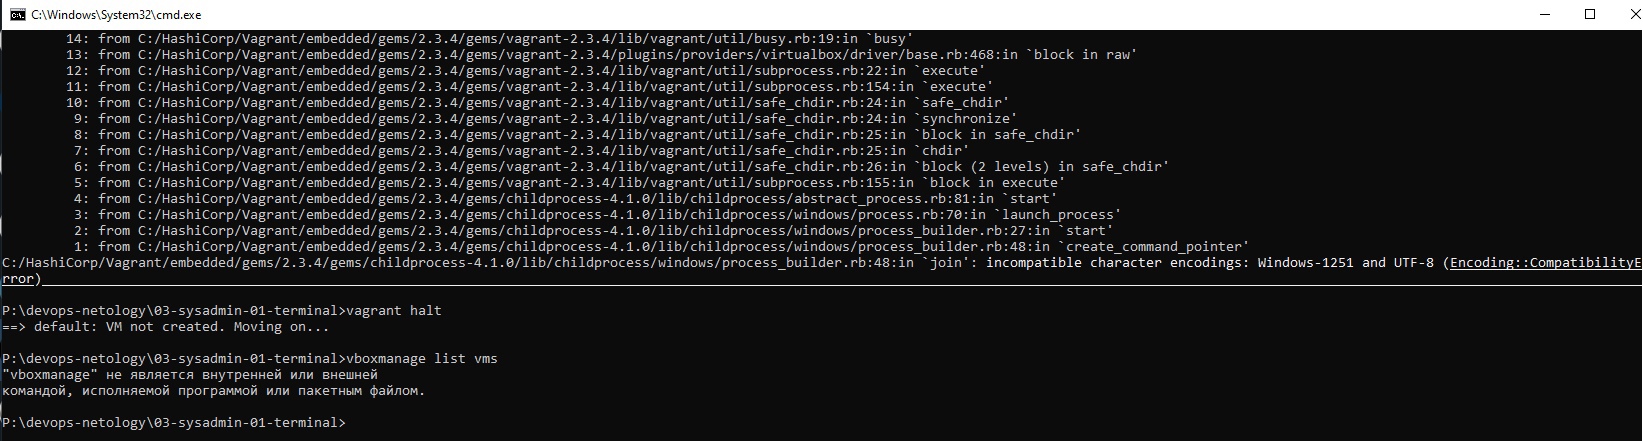 C:\Windows\System32\cmd.exe
14: from C:/HashiCorp/Vagrant/embedded/gems/2.3.4/gems/vagrant-2.3.4/lib/vagrant/util/busy.rb:19:in `busy'
13: from C:/HashiCorp/Vagrant/embedded/gems/2.3.4/gems/vagrant-2.3.4/plugins/providers/virtualbox/driver/base.rb:468:in `block in raw'
12: from C:/HashiCorp/Vagrant/embedded/gems/2.3.4/gems/vagrant-2.3.4/lib/vagrant/util/subprocess.rb:22:in `execute'
11: from C:/HashiCorp/Vagrant/embedded/gems/2.3.4/gems/vagrant-2.3.4/lib/vagrant/util/subprocess.rb:154:in `execute'
10: from C:/HashiCorp/Vagrant/embedded/gems/2.3.4/gems/vagrant-2.3.4/lib/vagrant/util/safe_chdir.rb:24:in `safe_chdir'
9: from C:/HashiCorp/Vagrant/embedded/gems/2.3.4/gems/vagrant-2.3.4/lib/vagrant/util/safe_chdir.rb:24:in `synchronize'
8: from C:/HashiCorp/Vagrant/embedded/gems/2.3.4/gems/vagrant-2.3.4/lib/vagrant/util/safe_chdir.rb:25:in `block in safe_chdir'
7: from C:/HashiCorp/Vagrant/embedded/gems/2.3.4/gems/vagrant-2.3.4/lib/vagrant/util/safe_chdir.rb:25:in `chdir'
6: from C:/HashiCorp/Vagrant/embedded/gems/2.3.4/gems/vagrant-2.3.4/lib/vagrant/util/safe_chdir.rb:26:in `block (2 levels) in safe_chdir'
5: from C:/HashiCorp/Vagrant/embedded/gems/2.3.4/gems/vagrant-2.3.4/lib/vagrant/util/subprocess.rb:155:in `block in execute'
4: from C:/HashiCorp/Vagrant/embedded/gems/2.3.4/gems/childprocess-4.1.0/lib/childprocess/abstract_process.rb:81:in `start'
3: from C:/HashiCorp/Vagrant/embedded/gems/2.3.4/gems/childprocess-4.1.0/lib/childprocess/windows/process.rb:70:in `launch_process'
2: from C:/HashiCorp/Vagrant/embedded/gems/2.3.4/gems/childprocess-4.1.0/lib/childprocess/windows/process_builder.rb:27:in `start'
1: from C:/HashiCorp/Vagrant/embedded/gems/2.3.4/gems/childprocess-4.1.0/lib/childprocess/windows/process_builder.rb:48:in `create_command_pointer'
C:/HashiCorp/Vagrant/embedded/gems/2.3.4/gems/childprocess-4.1.0/lib/childprocess/windows/process_builder.rb:48:in `join': incompatible character encodings: Windows-1251 and UTF-8 (Encoding::CompatibilityE
rror)
P:\devops-netology\03-sysadmin-01-terminal>vagrant halt
==> default: VM not created. Moving on...
P:\devops-netology\03-sysadmin-01-terminal>vboxmanage list vms
"vboxmanage" не является внутренней или внешней
командой, исполняемой программой или пакетным файлом.
P:\devops-netology\03-sysadmin-01-terminal>